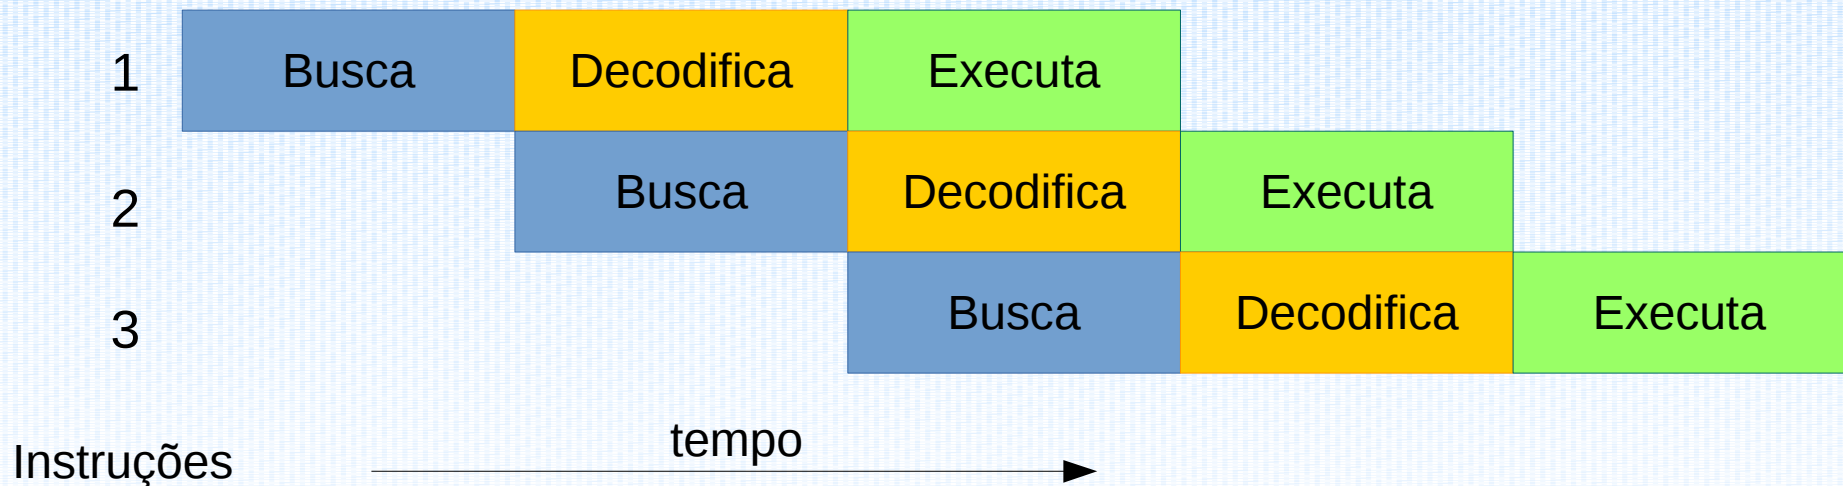 1 Busca Decodifica Executa
2 Busca Decodifica Executa
3 Busca Decodifica Executa
tempo
Instruções